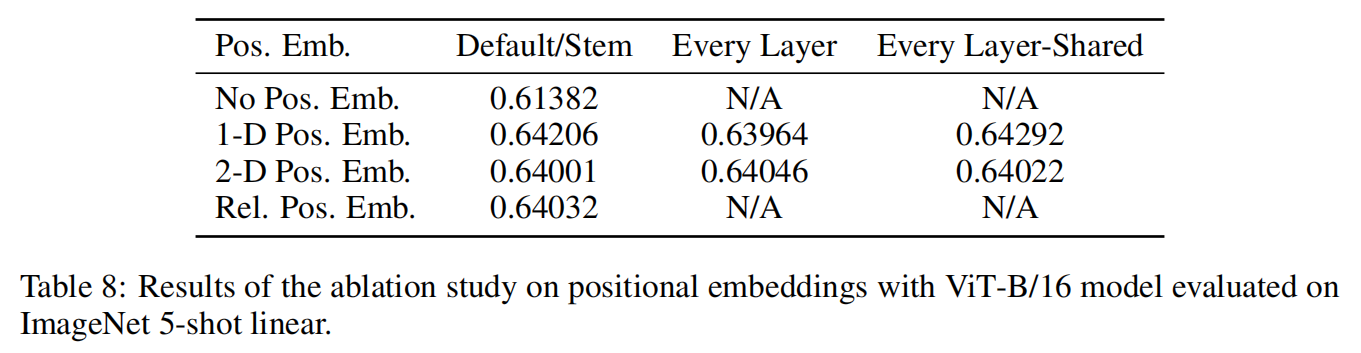 Pos. Emb. Default/Stem Every Layer Every Layer-Shared
No Pos. Emb. 0.61382 N/A N/A
1-D Pos. Emb. 0.64206 0.63964 0.64292
2-D Pos. Emb. 0.64001 0.64046 0.64022
Rel. Pos. Emb. 0.64032 N/A N/A
Table 8: Results of the ablation study on positional embeddings with ViT-B/16 model evaluated on
ImageNet 5-shot linear.